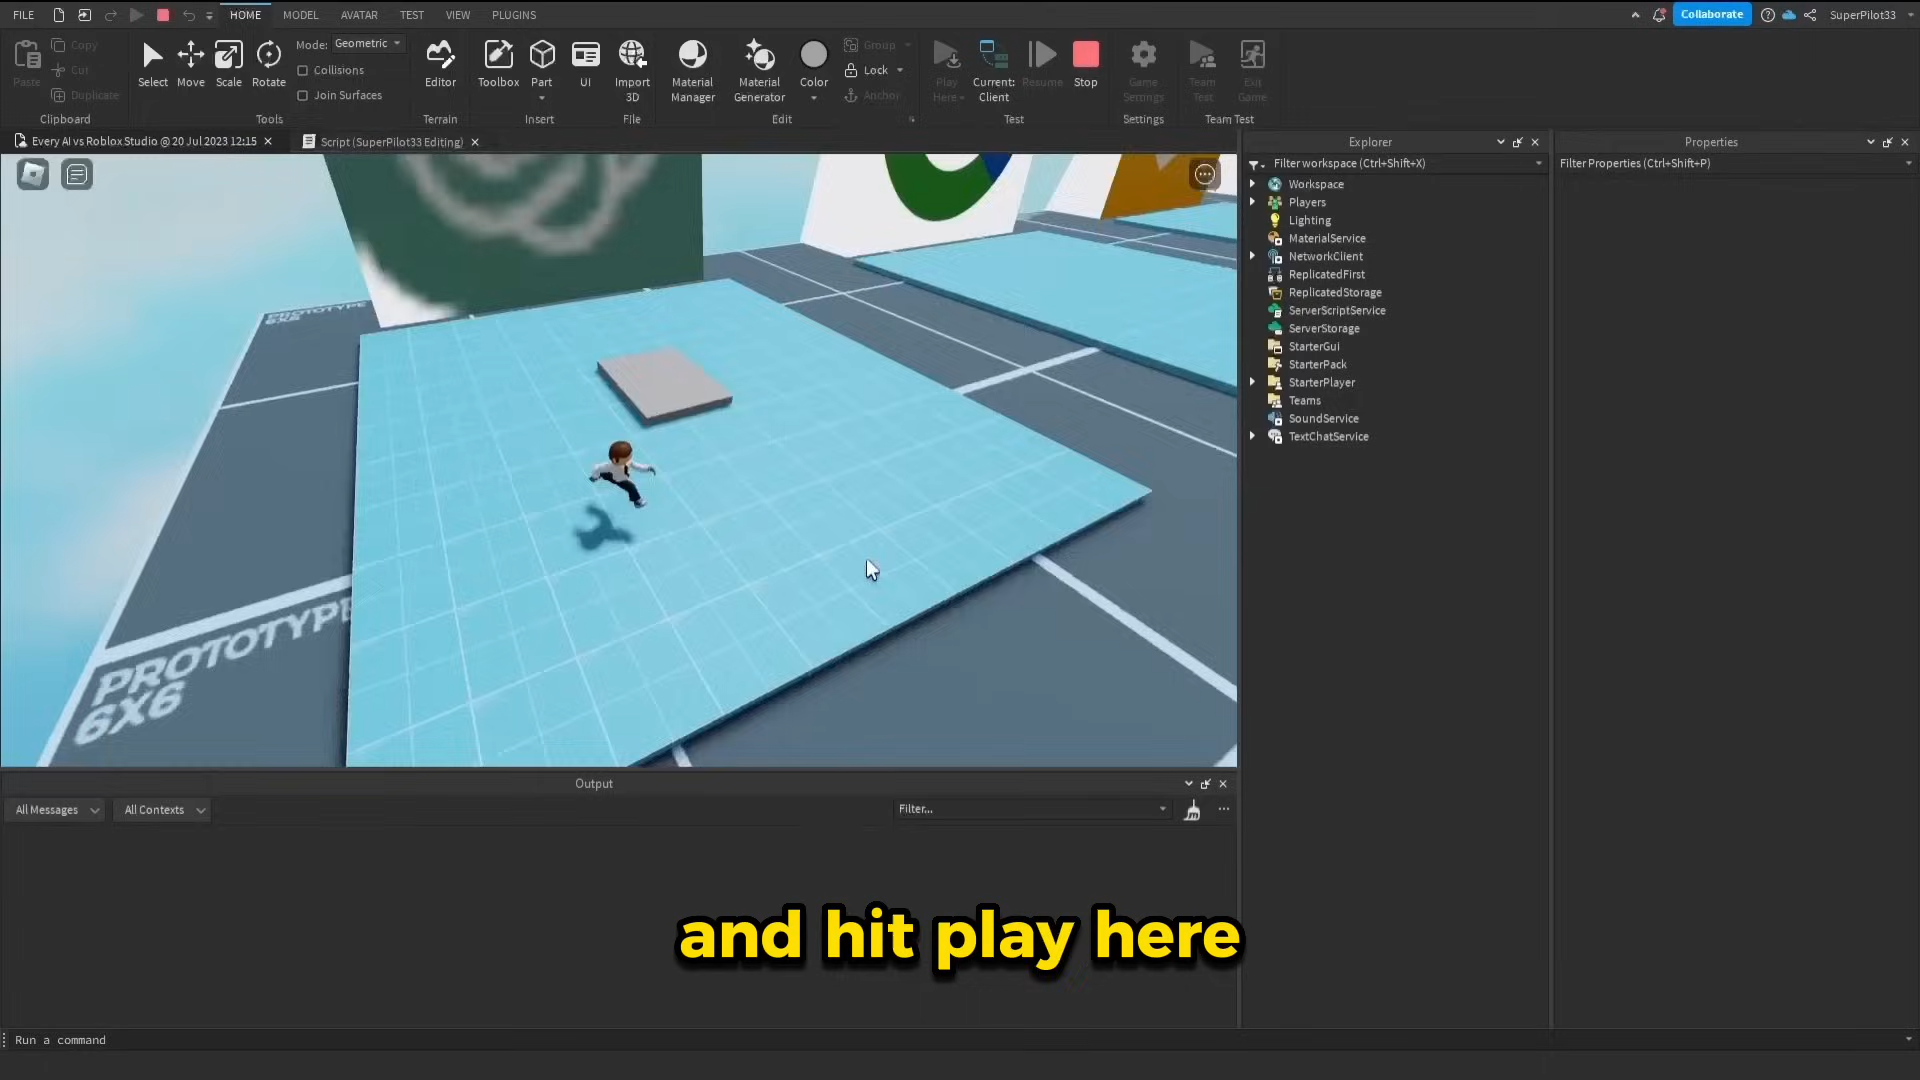 FILE
HOME
MODEL
AVATAR
TEST
VIEW
PLUGINS
Collaborate
SuperPilot33
Paste
Copy
Cut
Duplicate
Clipboard
Select
Move
Scale
Rotate
Mode: Geometric
Collisions
Join Surfaces
Tools
Editor
Terrain
Toolbox
Part
UI
Insert
Import
3D
File
Material
Manager
Material
Generator
Color
Group
Lock
Anchor
Edit
Play
Here
Current:
Client
Resume
Stop
Test
Game
Settings
Settings
Team
Test
Exit
Game
Team Test
Every AI vs Roblox Studio @ 20 Jul 2023 12:15
Script (SuperPilot33 Editing)
PROTOTYPE
6X6
PROTOTYPE
6X6
Explorer
Filter workspace (Ctrl+Shift+X)
Workspace
Players
Lighting
MaterialService
NetworkClient
ReplicatedFirst
ReplicatedStorage
ServerScriptService
ServerStorage
StarterGui
StarterPack
StarterPlayer
Teams
SoundService
TextChatService
Properties
Filter Properties (Ctrl+Shift+P)
Output
All Messages
All Contexts
Filter...
and hit play here
Run a command